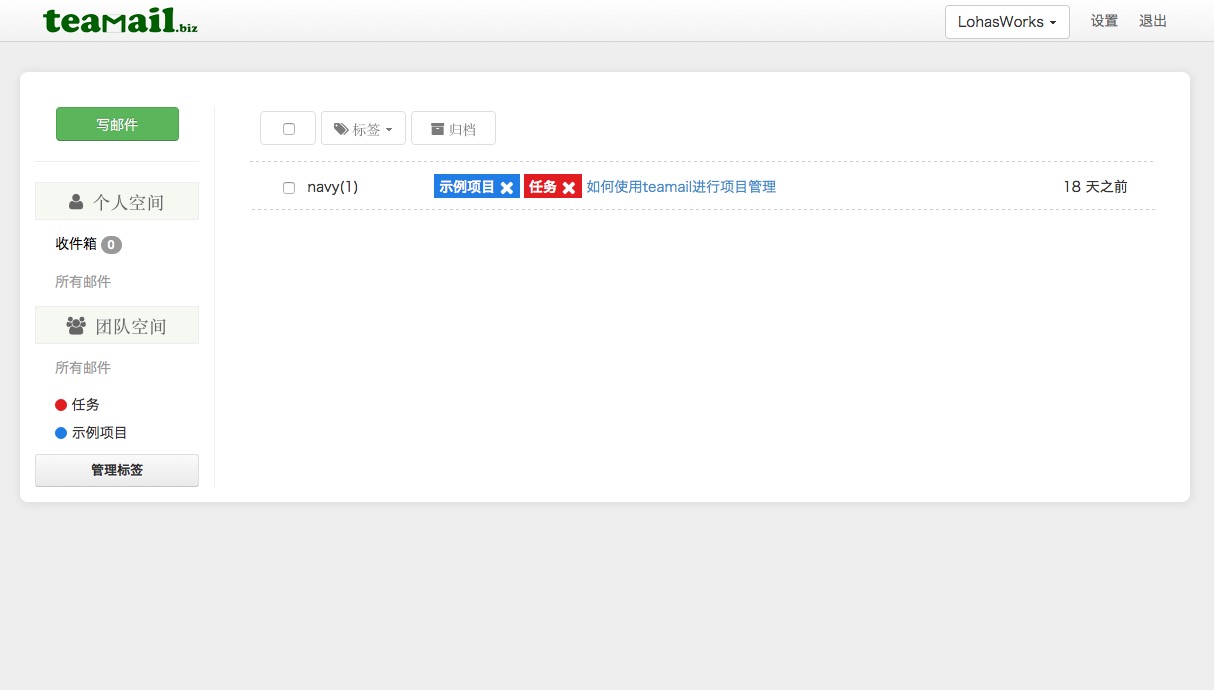 teamail.biz
LohasWorks 设置 退出
写邮件
标签 归档
navy(1) 示例项目 任务 如何使用teamail进行项目管理 18 天之前
个人空间
收件箱 0
所有邮件
团队空间
所有邮件
任务
示例项目
管理标签